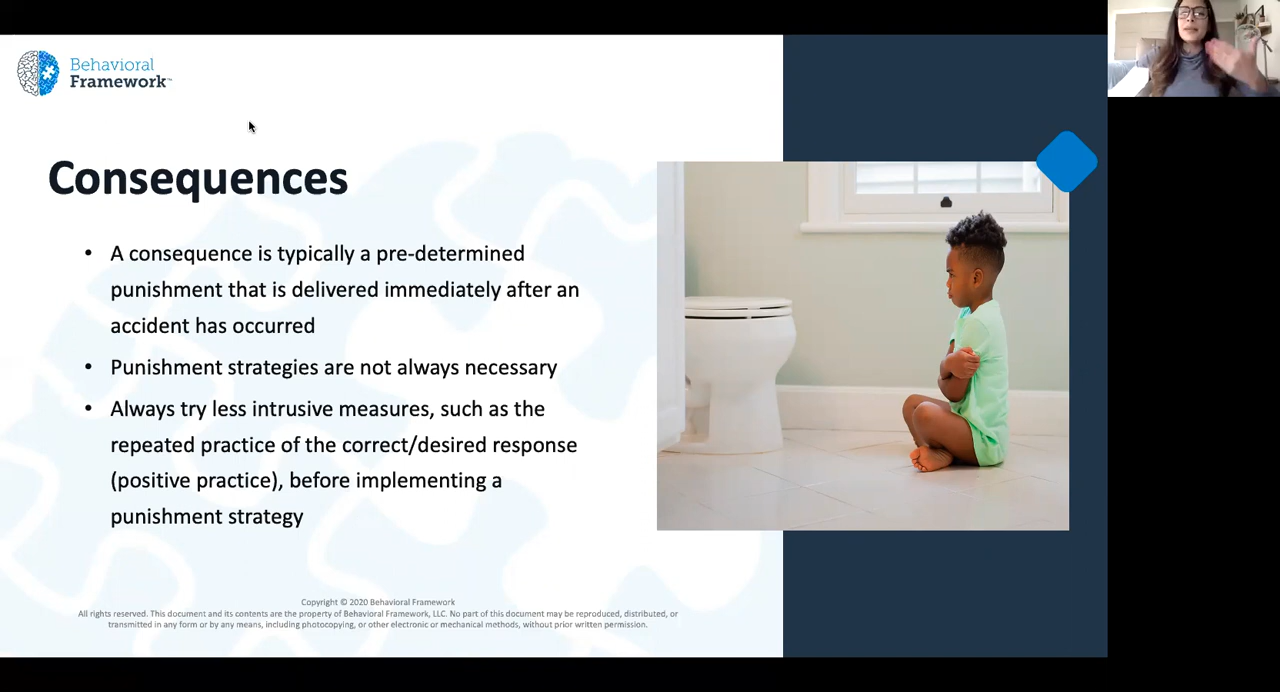 Behavioral
Framework™
Consequences
• A consequence is typically a pre-determined
punishment that is delivered immediately after an
accident has occurred
• Punishment strategies are not always necessary
• Always try less intrusive measures, such as the
repeated practice of the correct/desired response
(positive practice), before implementing a
punishment strategy
Copyright © 2020 Behavioral Framework
All rights reserved. This document and its contents are the property of Behavioral Framework, LLC. No part of this document may be reproduced, distributed, or
transmitted in any form or by any means, including photocopying, or other electronic or mechanical methods, without prior written permission.